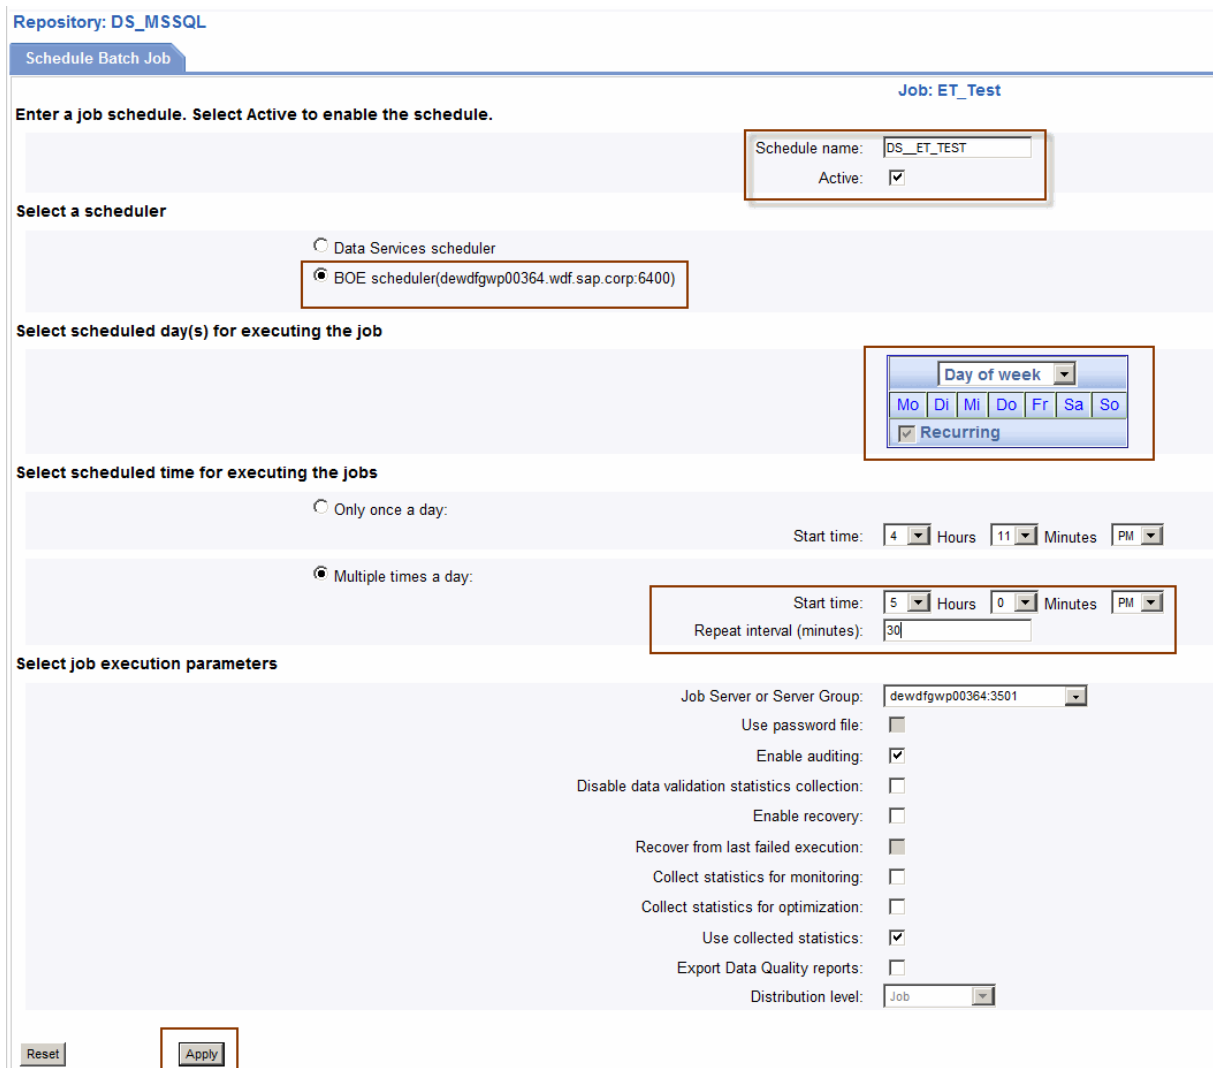 Repository: DS_MSSQL
Schedule Batch Job
Job: ET_Test
Enter a job schedule. Select Active to enable the schedule.
Schedule name: DS__ET_TEST
Active:
Select a scheduler
Data Services scheduler
BOE scheduler(dewdfgwp00364.wdf.sap.corp:6400)
Select scheduled day(s) for executing the job
Day of week
Mo Di Mi Do Fr Sa So
Recurring
Select scheduled time for executing the jobs
Only once a day:
Start time: 4 Hours 11 Minutes PM
Multiple times a day:
Start time: 5 Hours 0 Minutes PM
Repeat interval (minutes): 30
Select job execution parameters
Job Server or Server Group: dewdfgwp00364:3501
Use password file:
Enable auditing:
Disable data validation statistics collection:
Enable recovery:
Recover from last failed execution:
Collect statistics for monitoring:
Collect statistics for optimization:
Use collected statistics:
Export Data Quality reports:
Distribution level: Job
Reset Apply